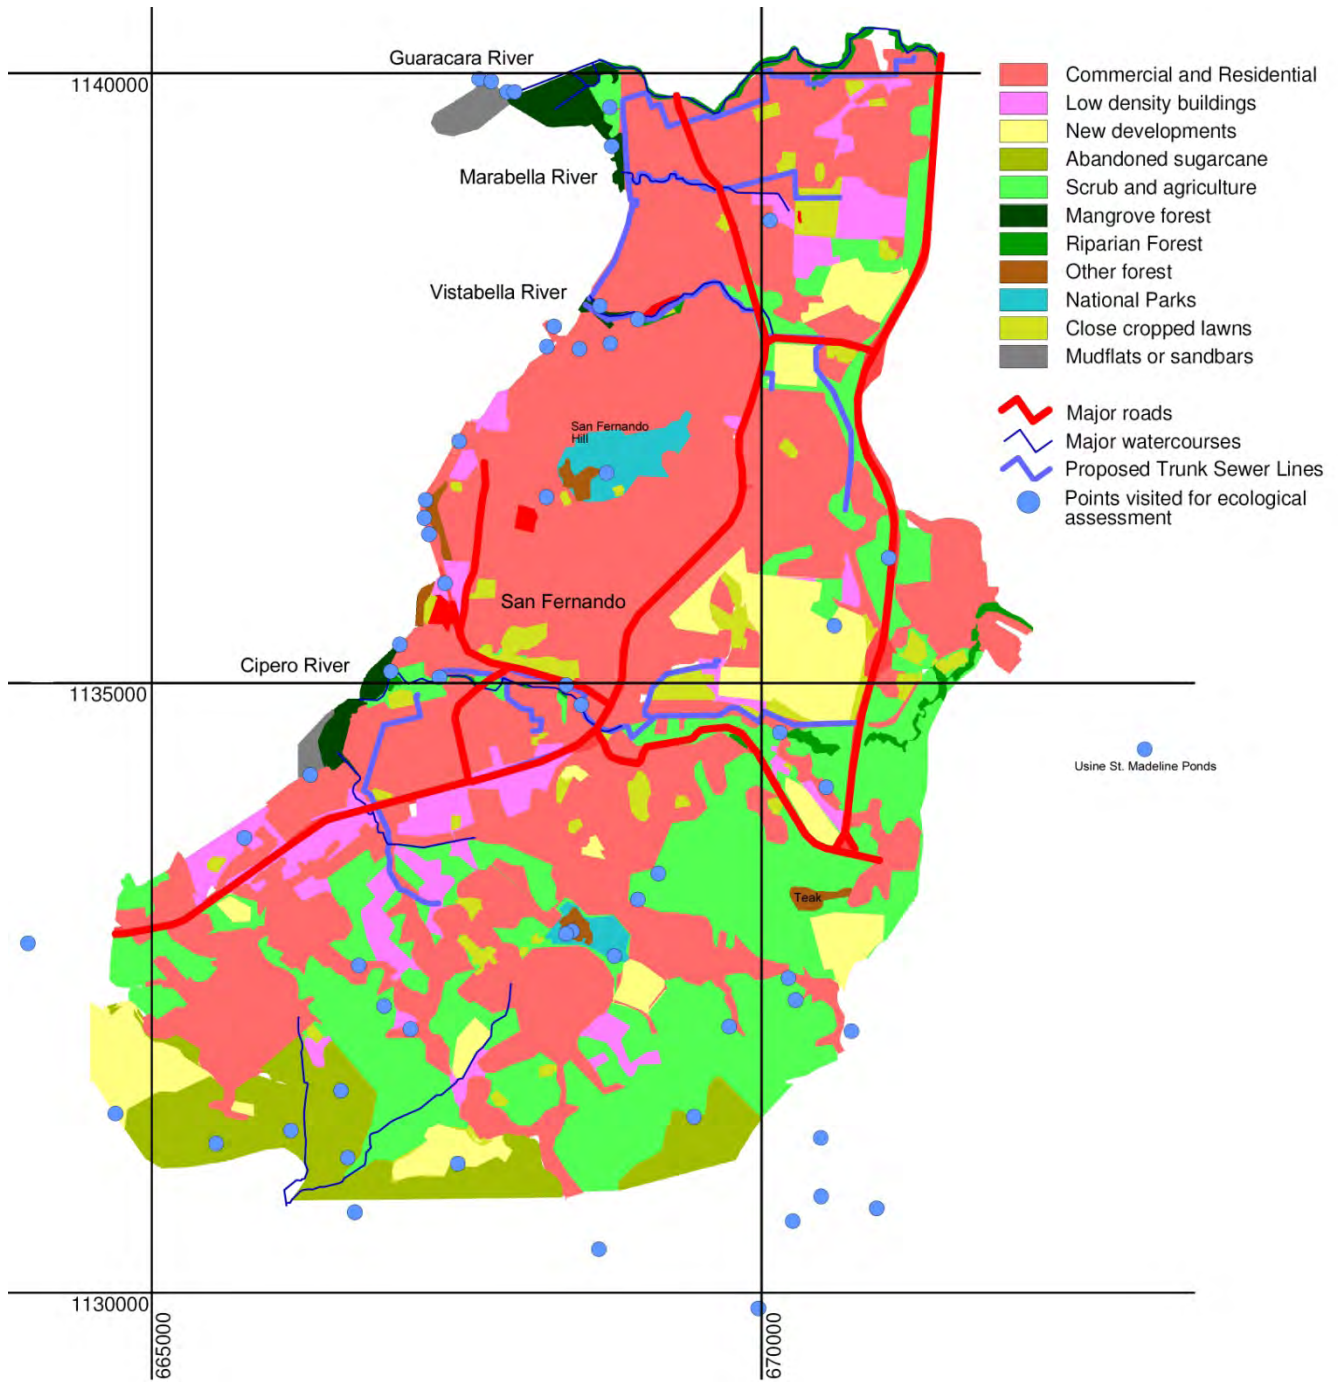 Guaracara River
1140000
Commercial and Residential
Low density buildings
New developments
Abandoned sugarcane
Scrub and agriculture
Mangrove forest
Riparian Forest
Other forest
National Parks
Close cropped lawns
Mudflats or sandbars
Major roads
Major watercourses
Proposed Trunk Sewer Lines
Points visited for ecological
assessment
Marabella River
Vistabella River
San Fernando
Hill
San Fernando
Cipero River
1135000
Usine St. Madeline Ponds
Teak
1130000
665000
670000